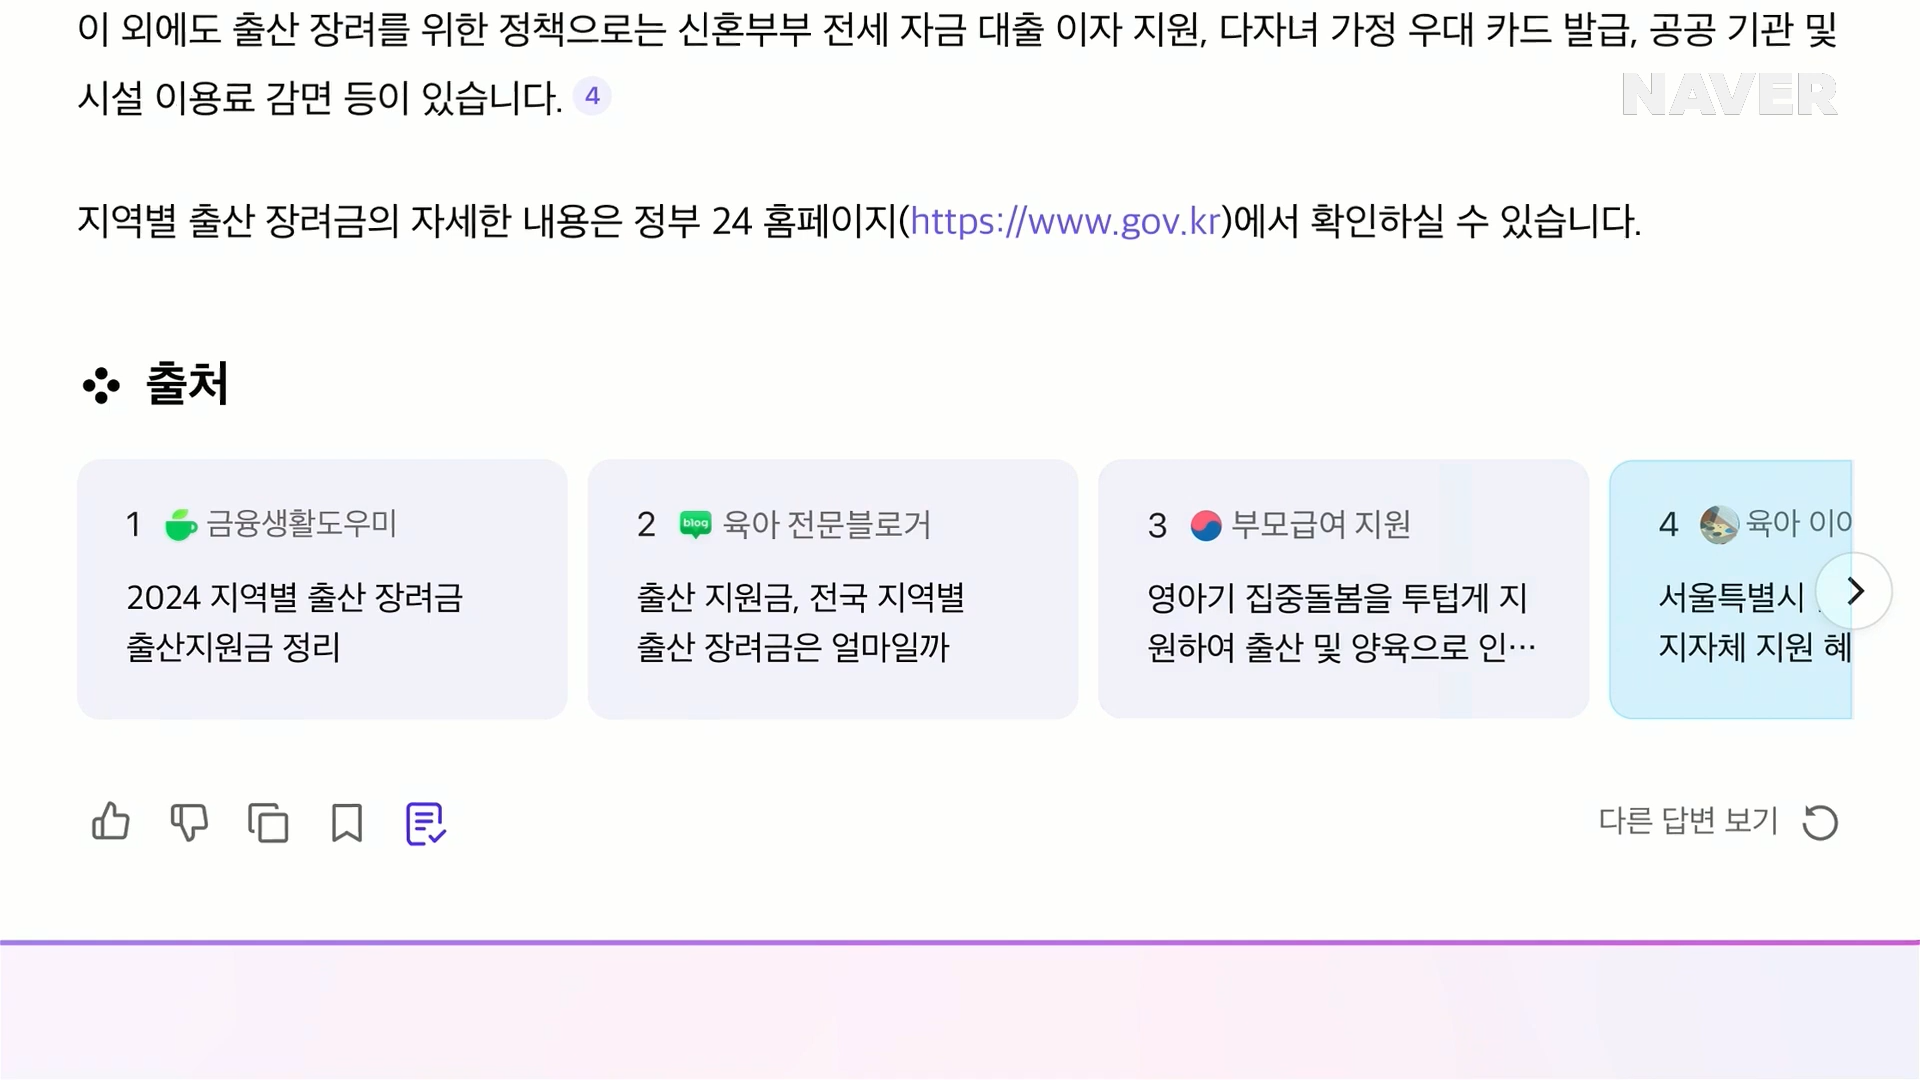 이 외에도 출산 장려를 위한 정책으로는 신혼부부 전세 자금 대출 이자 지원, 다자녀 가정 우대 카드 발급, 공공 기관 및
시설 이용료 감면 등이 있습니다. 4
NAVER
지역별 출산 장려금의 자세한 내용은 정부 24 홈페이지(https://www.gov.kr)에서 확인하실 수 있습니다.
출처
1 금융생활도우미
2024 지역별 출산 장려금
출산지원금 정리
2 blog 육아 전문블로거
출산 지원금, 전국 지역별
출산 장려금은 얼마일까
3 부모급여 지원
영아기 집중돌봄을 투텁게 지
원하여 출산 및 양육으로 인…
4 육아 이
서울특별시
지자체 지원 혜
다른 답변 보기